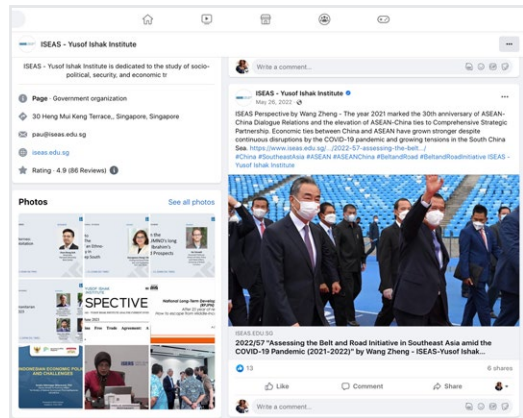 ISEAS - Yusof Ishak Institute
ISEAS - Yusof Ishak Institute is dedicated to the study of socio-
political, security, and economic tr
Page · Government organization
30 Heng Mui Keng Terrace,, Singapore, Singapore
pau@iseas.edu.sg
iseas.edu.sg
Rating · 4.9 (86 Reviews)
Photos
See all photos
SPECTIVE
INDONESIAN ECONOMIC POLI
AND CHALLENGES
Write a comment...
ISEAS - Yusof Ishak Institute
May 26, 2022
ISEAS Perspective by Wang Zheng - The year 2021 marked the 30th anniversary of ASEAN-
China Dialogue Relations and the elevation of ASEAN-China ties to Comprehensive Strategic
Partnership. Economic ties between China and ASEAN have grown stronger despite
continued disruptions by the COVID-19 pandemic and growing tensions in the South China
Sea. https://www.iseas.edu.sg/.../2022-57-assessing-the-belt.../
#China #SoutheastAsia #ASEAN #ASEANChina #BeltandRoad #BeltandRoadInitiative ISEAS -
Yusof Ishak Institute
ISEAS.EDU.SG
2022/57 "Assessing the Belt and Road Initiative in Southeast Asia amid the
COVID-19 Pandemic (2021-2022)" by Wang Zheng - ISEAS-Yusof Ishak...
13
6 shares
Like
Comment
Share
Write a comment...